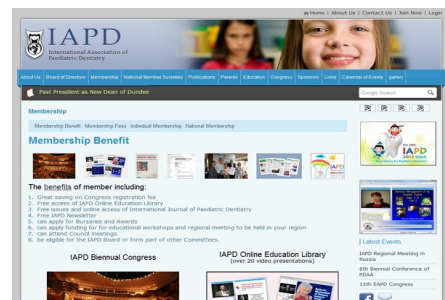 Home | About Us | Contact Us | Join Now | Login
IAPD
International Association of
Paediatric Dentistry
About Us Board of Directors Membership National Member Societies Publications Parents Education Congress Sponsors Links Calendar of Events gallery
Past President as New Dean of Dundee
Google Search
Membership
Membership Benefit Membership Fees Individual Membership National Membership
Membership Benefit
The benefits of member including:
1. Great saving on Congress registration fee
2. Free access of IAPD Online Education Library
3. Free issues and online access of International Journal of Paediatric Dentistry
4. Free IAPD Newsletter
5. can apply for Bursaries and Awards
6. can apply funding for for educational workshops and regional meeting to be held in your region
7. can attend Council meetings
8. be eligible for the IAPD Board or form part of other Committees.
IAPD Biennial Congress
IAPD Online Education Library
(over 20 video presentations)
IAPD
Latest Events
IAPD Regional Meeting in
Russia
8th Biennial Conference of
PDAA
11th EAPD Congress